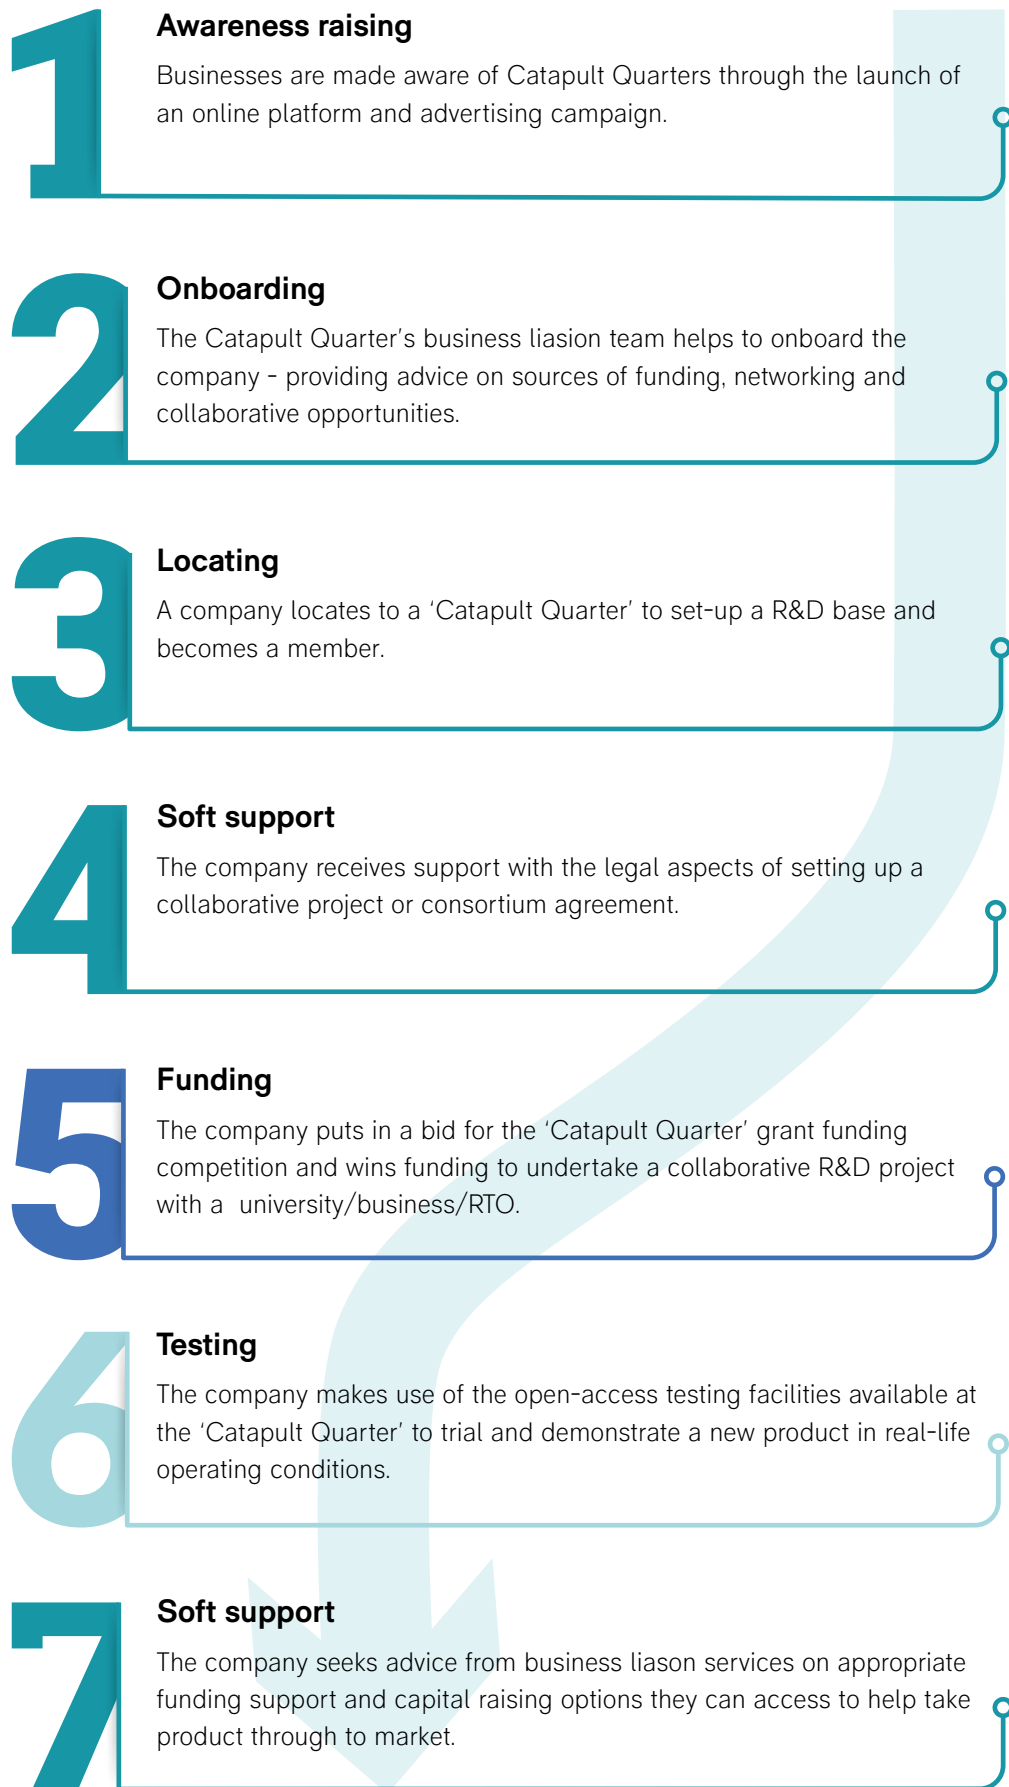 1
Awareness raising
Businesses are made aware of Catapult Quarters through the launch of
an online platform and advertising campaign.
2
Onboarding
The Catapult Quarter's business liasion team helps to onboard the
company - providing advice on sources of funding, networking and
collaborative opportunities.
3
Locating
A company locates to a ‘Catapult Quarter’ to set-up a R&D base and
becomes a member.
4
Soft support
The company receives support with the legal aspects of setting up a
collaborative project or consortium agreement.
5
Funding
The company puts in a bid for the ‘Catapult Quarter’ grant funding
competition and wins funding to undertake a collaborative R&D project
with a  university/business/RTO.
6
Testing
The company makes use of the open-access testing facilities available at
the ‘Catapult Quarter’ to trial and demonstrate a new product in real-life
operating conditions.
7
Soft support
The company seeks advice from business liason services on appropriate
funding support and capital raising options they can access to help take
product through to market.